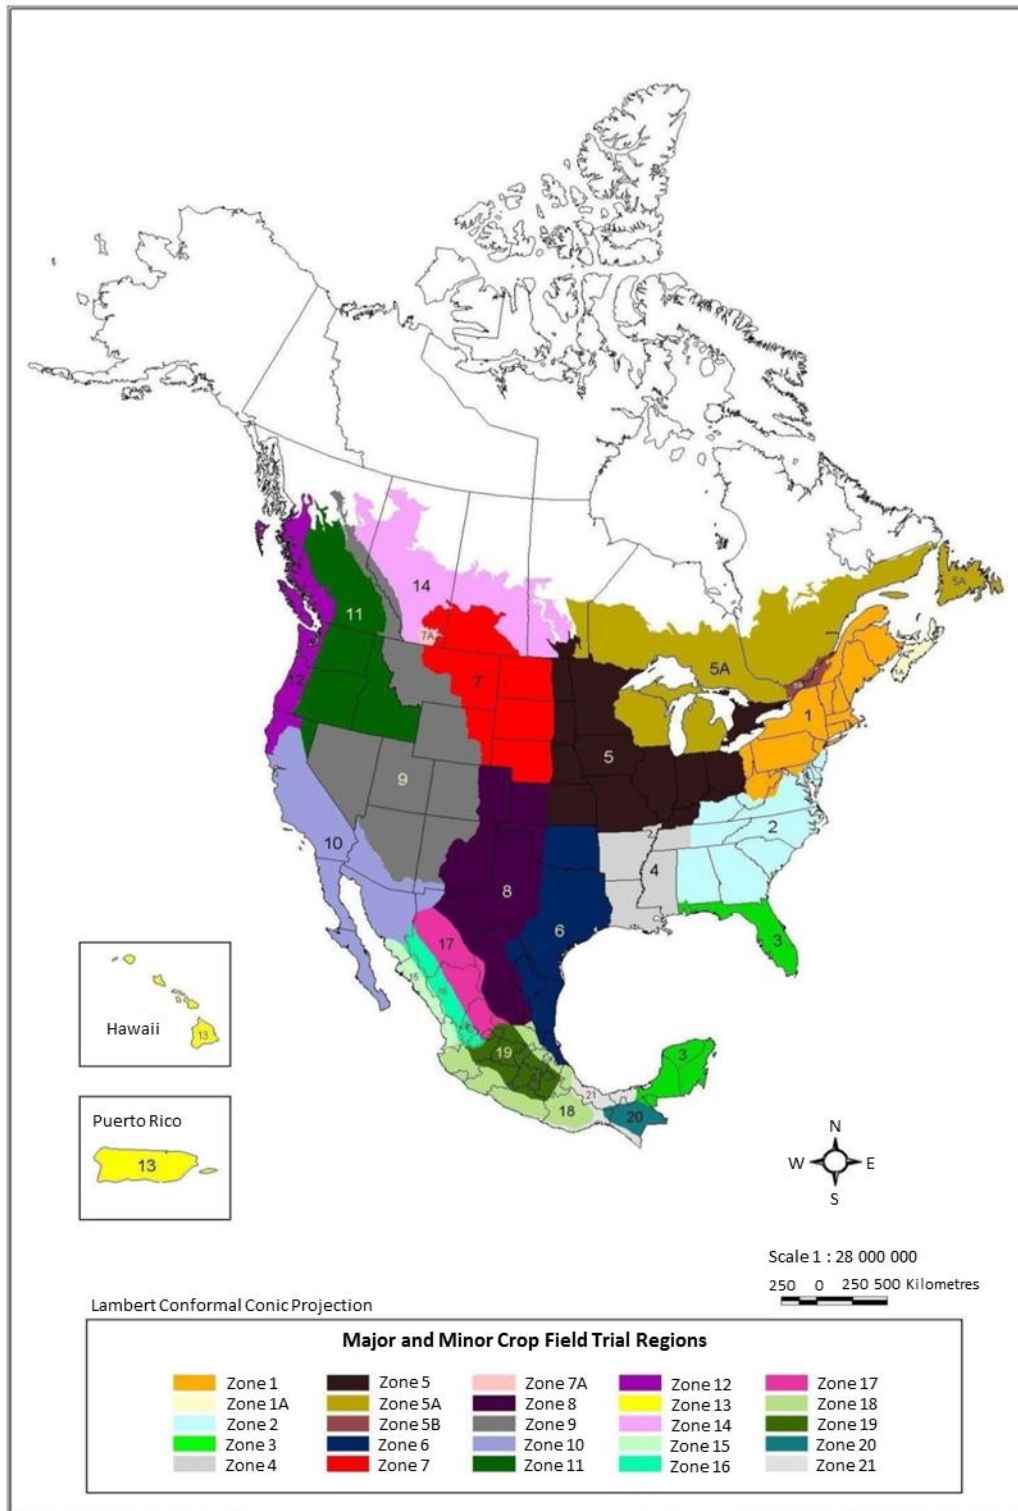 14
5A
11
7A
5A
1A
7
5B
12
1
5
9
2
10
4
8
6
17
3
15
16
Hawaii
13
19
3
21
18
20
Puerto Rico
13
N
W
E
S
Scale 1 : 28 000 000
250 0 250 500 Kilometres
Lambert Conformal Conic Projection
Major and Minor Crop Field Trial Regions
Zone 1
Zone 5
Zone 7A
Zone 12
Zone 17
Zone 1A
Zone 5A
Zone 8
Zone 13
Zone 18
Zone 2
Zone 5B
Zone 9
Zone 14
Zone 19
Zone 3
Zone 6
Zone 10
Zone 15
Zone 20
Zone 4
Zone 7
Zone 11
Zone 16
Zone 21